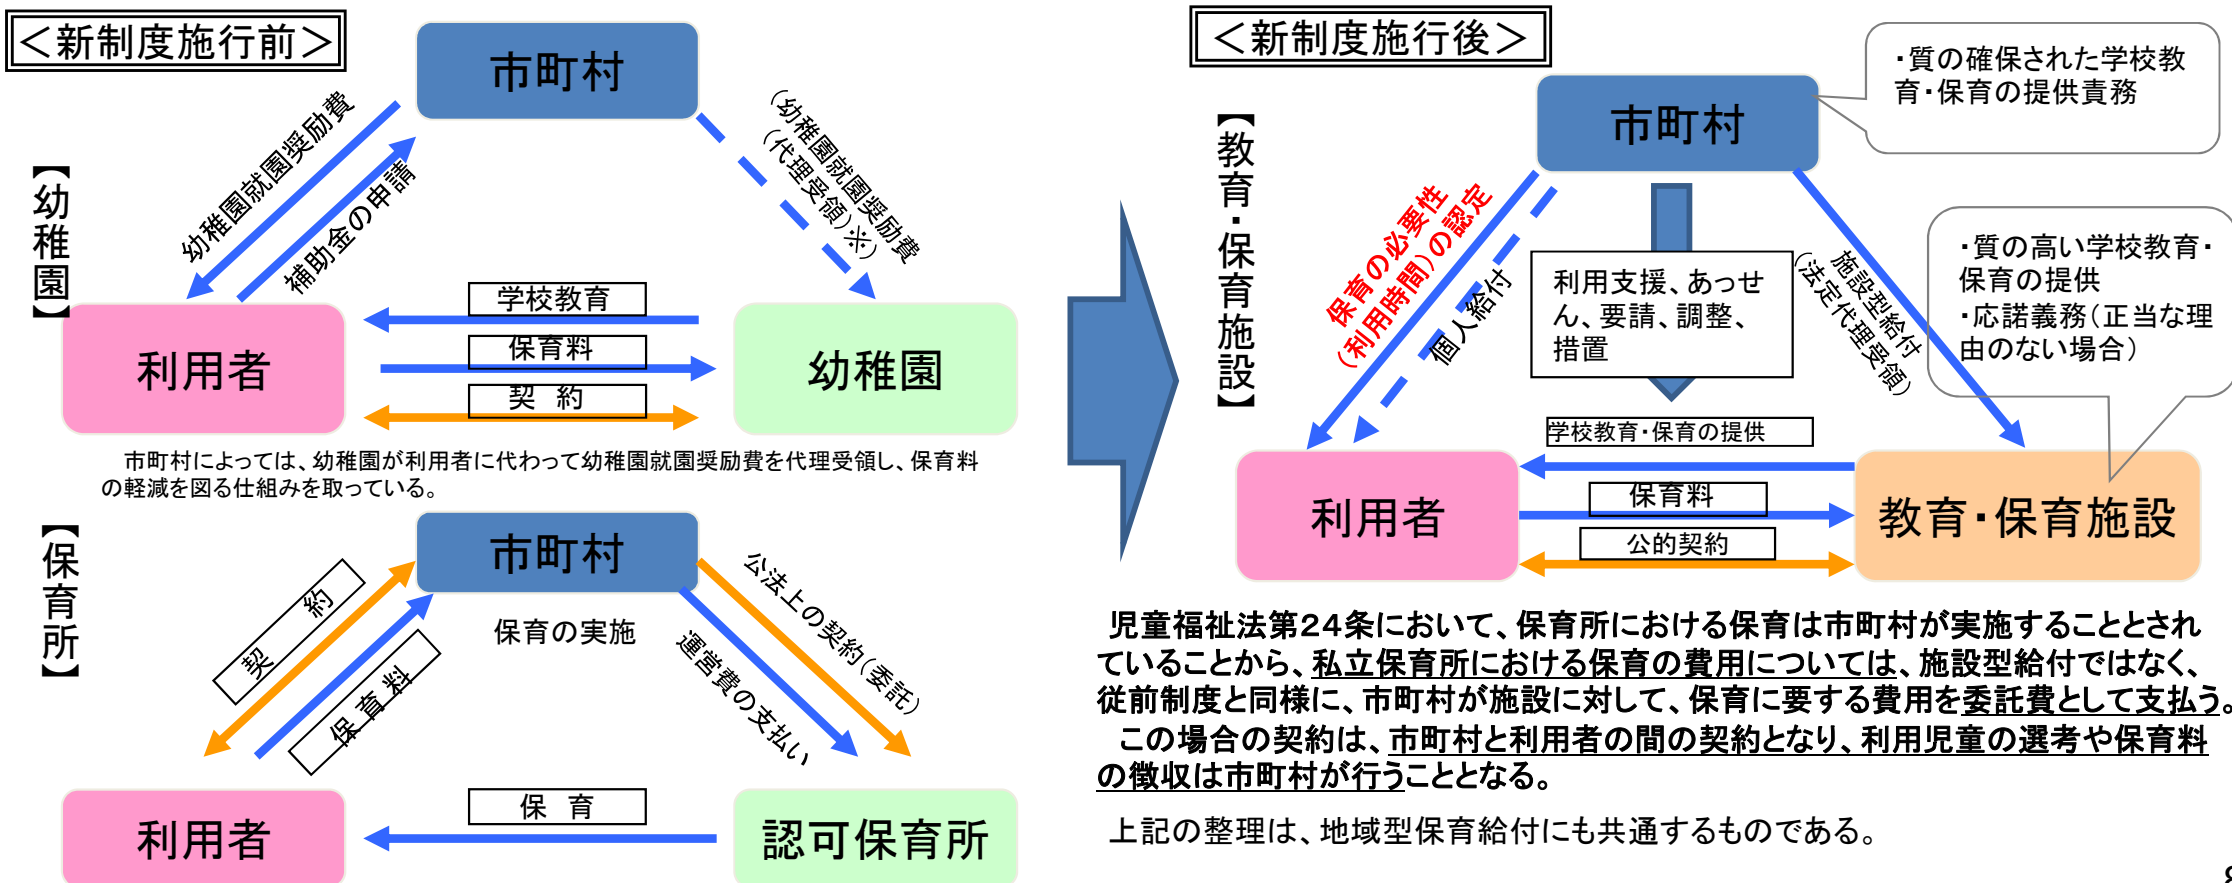 ＜新制度施行前＞
【幼稚園】
市町村
幼稚園就園奨励費
補助金の申請
(幼稚園就園奨励費
(代理受領)※)
利用者
学校教育
保育料
契　約
幼稚園
市町村によっては、幼稚園が利用者に代わって幼稚園就園奨励費を代理受領し、保育料
の軽減を図る仕組みを取っている。
【保育所】
市町村
保育の実施
契　約
保育料
公法上の契約(委託)
運営費の支払い
利用者
保　育
認可保育所
＜新制度施行後＞
【教育・保育施設】
市町村
・質の確保された学校教
育・保育の提供責務
保育の必要性
(利用時間)の認定
個人給付
利用支援、あっせ
ん、要請、調整、
措置
施設型給付
(法定代理受領)
・質の高い学校教育・
保育の提供
・応諾義務(正当な理
由のない場合)
学校教育・保育の提供
利用者
保育料
公的契約
教育・保育施設
児童福祉法第２４条において、保育所における保育は市町村が実施することとされ
ていることから、私立保育所における保育の費用については、施設型給付ではなく、
従前制度と同様に、市町村が施設に対して、保育に要する費用を委託費として支払う。
この場合の契約は、市町村と利用者の間の契約となり、利用児童の選考や保育料
の徴収は市町村が行うこととなる。
上記の整理は、地域型保育給付にも共通するものである。